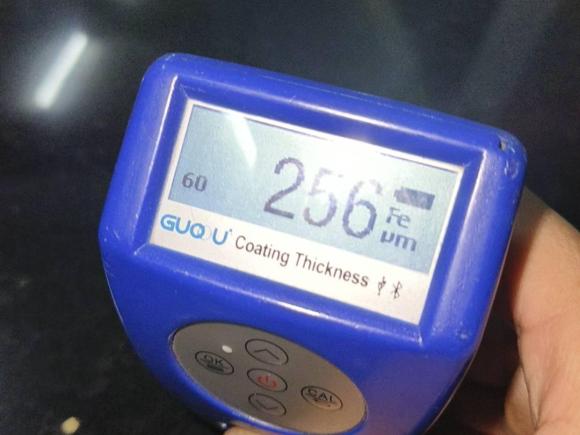 60 256 Fe
μm
GUOOU Coating Thickness
OK
CAL